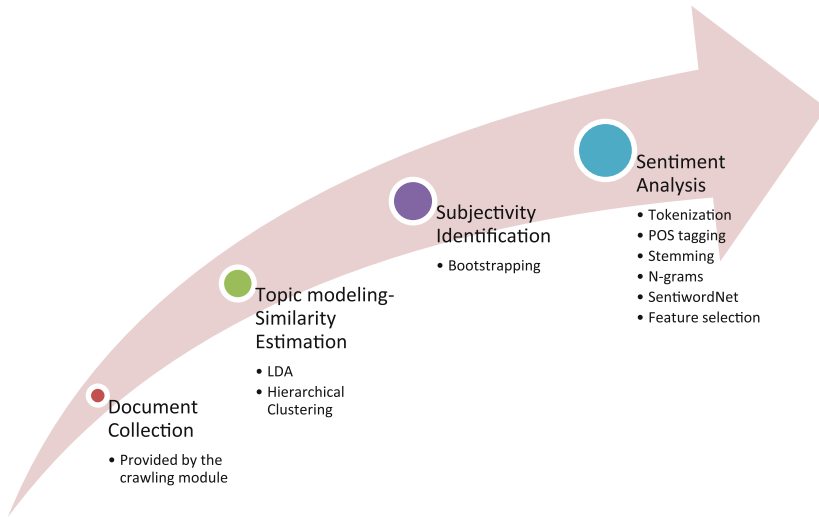 Document
Collection
• Provided by the
crawling module
Topic modeling-
Similarity
Estimation
• LDA
• Hierarchical
Clustering
Subjectivity
Identification
• Bootstrapping
Sentiment
Analysis
• Tokenization
• POS tagging
• Stemming
• N-grams
• SentiwordNet
• Feature selection